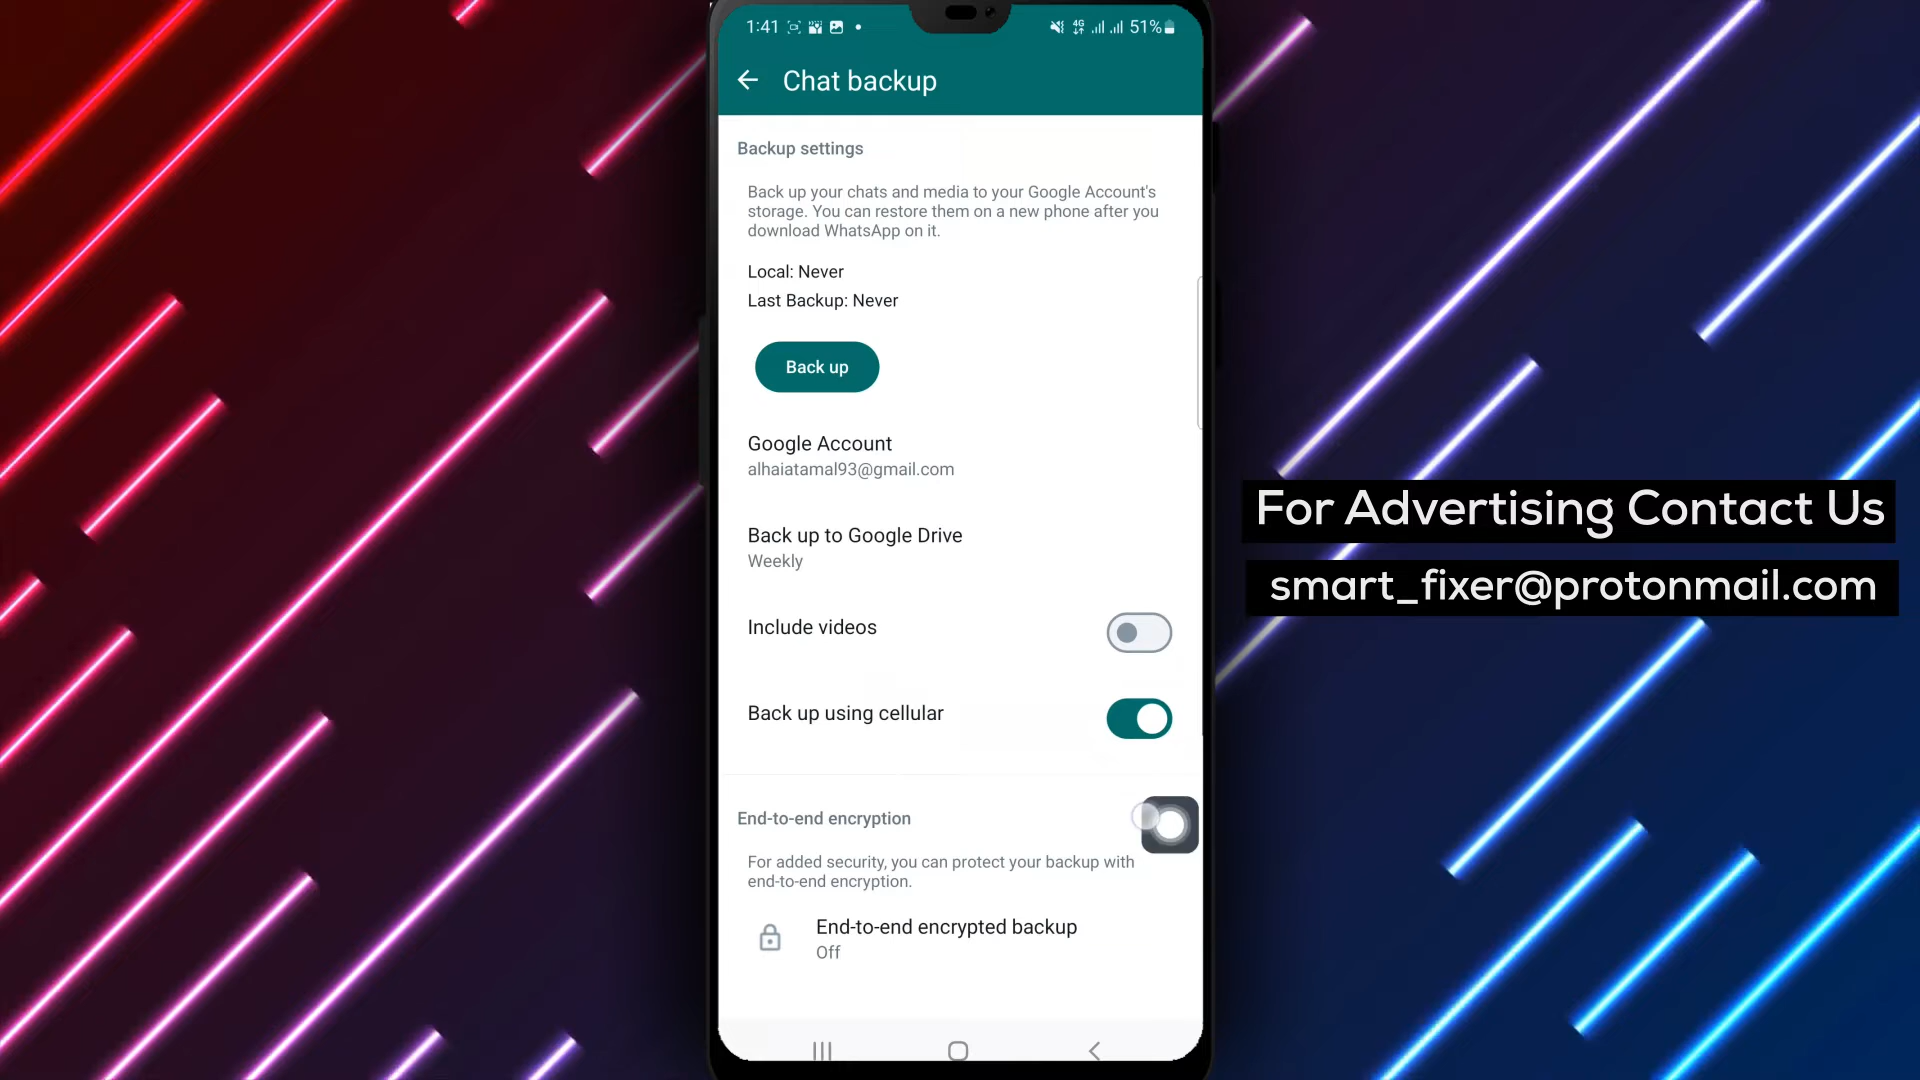 1:41
4G
51%
Chat backup
Backup settings
Back up your chats and media to your Google Account's
storage. You can restore them on a new phone after you
download WhatsApp on it.
Local: Never
Last Backup: Never
Back up
Google Account
alhaiatamal93@gmail.com
Back up to Google Drive
Weekly
Include videos
Back up using cellular
End-to-end encryption
For added security, you can protect your backup with
end-to-end encryption.
End-to-end encrypted backup
Off
For Advertising Contact Us
smart_fixer@protonmail.com